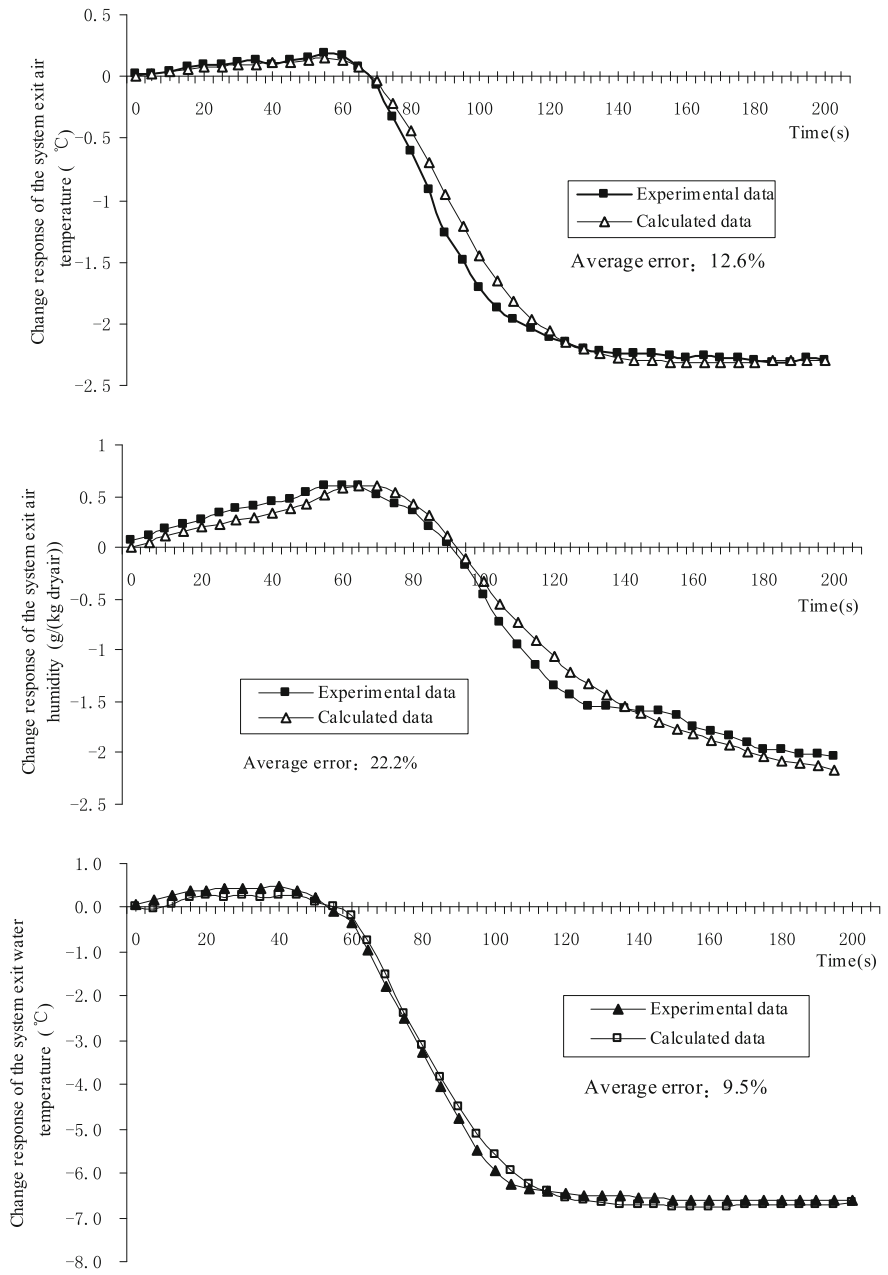 Change response of the system exit air
temperature (℃)
0.5
0
-0.5
-1
-1.5
-2
-2.5
0 20 40 60 80 100 120 140 160 180 200
Time(s)
Experimental data
Calculated data
Average error：12.6%
Change response of the system exit air
humidity (g/(kg dryair))
1
0.5
0
-0.5
-1
-1.5
-2
-2.5
0 20 40 60 80 100 120 140 160 180 200
Time(s)
Experimental data
Calculated data
Average error：22.2%
Change response of the system exit water
temperature (℃)
1.0
0.0
-1.0
-2.0
-3.0
-4.0
-5.0
-6.0
-7.0
-8.0
0 20 40 60 80 100 120 140 160 180 200
Time(s)
Experimental data
Calculated data
Average error：9.5%